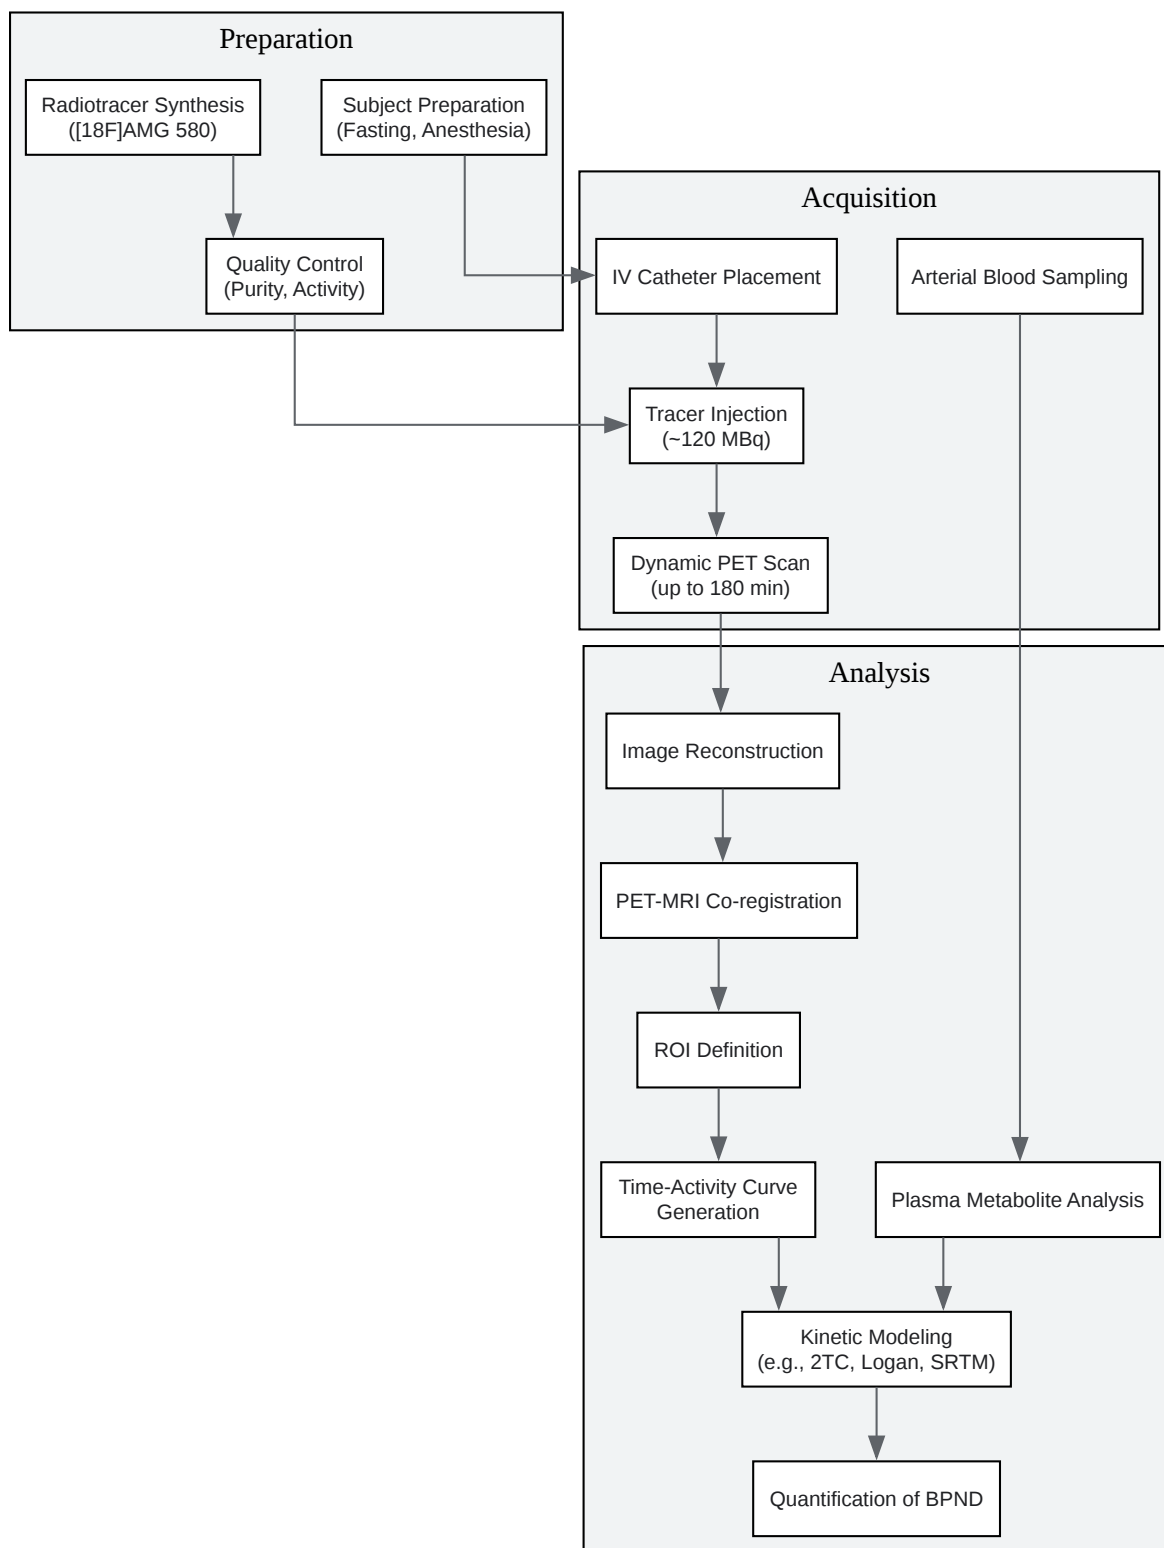 Preparation
Radiotracer Synthesis
([18F]AMG 580)
Subject Preparation
(Fasting, Anesthesia)
Quality Control
(Purity, Activity)
Acquisition
IV Catheter Placement
Arterial Blood Sampling
Tracer Injection
(~120 MBq)
Dynamic PET Scan
(up to 180 min)
Analysis
Image Reconstruction
PET-MRI Co-registration
ROI Definition
Time-Activity Curve
Generation
Plasma Metabolite Analysis
Kinetic Modeling
(e.g., 2TC, Logan, SRTM)
Quantification of BPND